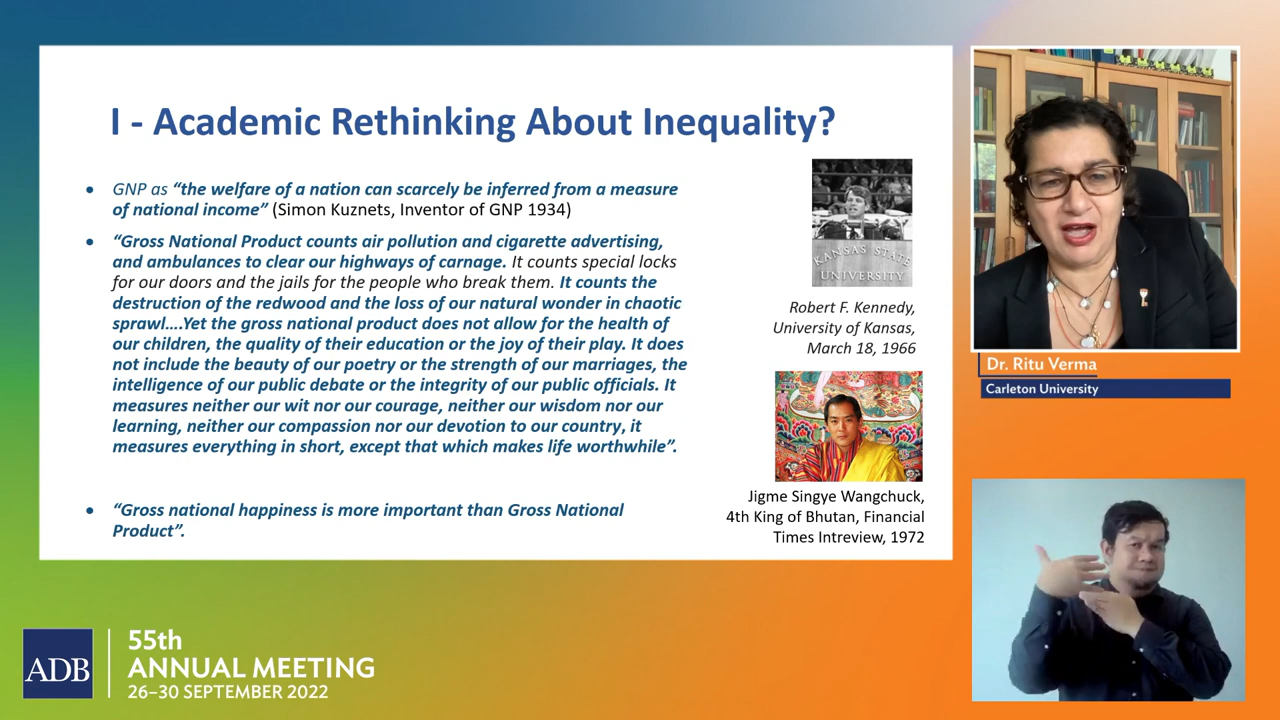 I - Academic Rethinking About Inequality?
• GNP as “the welfare of a nation can scarcely be inferred from a measure
of national income” (Simon Kuznets, Inventor of GNP 1934)
• “Gross National Product counts air pollution and cigarette advertising,
and ambulances to clear our highways of carnage. It counts special locks
for our doors and the jails for the people who break them. It counts the
destruction of the redwood and the loss of our natural wonder in chaotic
sprawl....Yet the gross national product does not allow for the health of
our children, the quality of their education or the joy of their play. It does
not include the beauty of our poetry or the strength of our marriages, the
intelligence of our public debate or the integrity of our public officials. It
measures neither our wit nor our courage, neither our wisdom nor our
learning, neither our compassion nor our devotion to our country, it
measures everything in short, except that which makes life worthwhile”.
• “Gross national happiness is more important than Gross National
Product”.
KANSAS STATE
UNIVERSITY
Robert F. Kennedy,
University of Kansas,
March 18, 1966
Jigme Singye Wangchuck,
4th King of Bhutan, Financial
Times Intreview, 1972
Dr. Ritu Verma
Carleton University
ADB
55th
ANNUAL MEETING
26–30 SEPTEMBER 2022